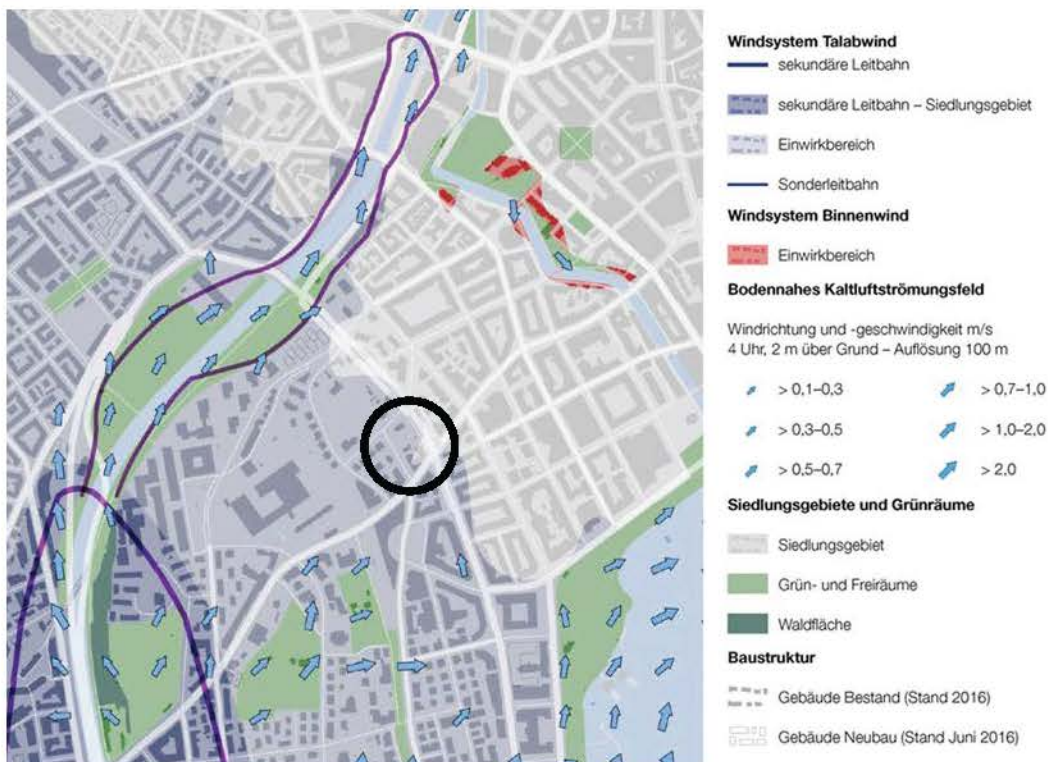 Windsystem Talabwind
sekundäre Leitbahn
sekundäre Leitbahn – Siedlungsgebiet
Einwirkbereich
Sonderleitbahn
Windsystem Binnenwind
Einwirkbereich
Bodennahes Kaltluftströmungsfeld
Windrichtung und -geschwindigkeit m/s
4 Uhr, 2 m über Grund – Auflösung 100 m
> 0,1–0,3
> 0,7–1,0
> 0,3–0,5
> 1,0–2,0
> 0,5–0,7
> 2,0
Siedlungsgebiete und Grünräume
Siedlungsgebiet
Grün- und Freiräume
Waldfläche
Baustruktur
Gebäude Bestand (Stand 2016)
Gebäude Neubau (Stand Juni 2016)